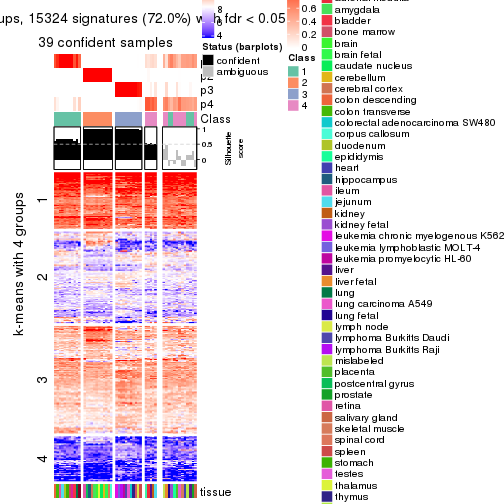 ups, 15324 signatures (72.0%) with fdr < 0.05
39 confident samples
p3
p4
Class
1
0.5
0
Silhouette
score
k-means with 4 groups
1
2
3
4
tissue
8
6
4
Status (barplots)
confident
ambiguous
0.6
0.4
0.2
0
Class
1
2
3
4
amygdala
bladder
bone marrow
brain
brain fetal
caudate nucleus
cerebellum
cerebral cortex
colon descending
colon transverse
colorectal adenocarcinoma SW480
corpus callosum
duodenum
epididymis
heart
hippocampus
ileum
jejunum
kidney
kidney fetal
leukemia chronic myelogenous K562
leukemia lymphoblastic MOLT-4
leukemia promyelocytic HL-60
liver
liver fetal
lung
lung carcinoma A549
lung fetal
lymph node
lymphoma Burkitts Daudi
lymphoma Burkitts Raji
mislabeled
placenta
postcentral gyrus
prostate
retina
salivary gland
skeletal muscle
spinal cord
spleen
stomach
testes
thalamus
thymus